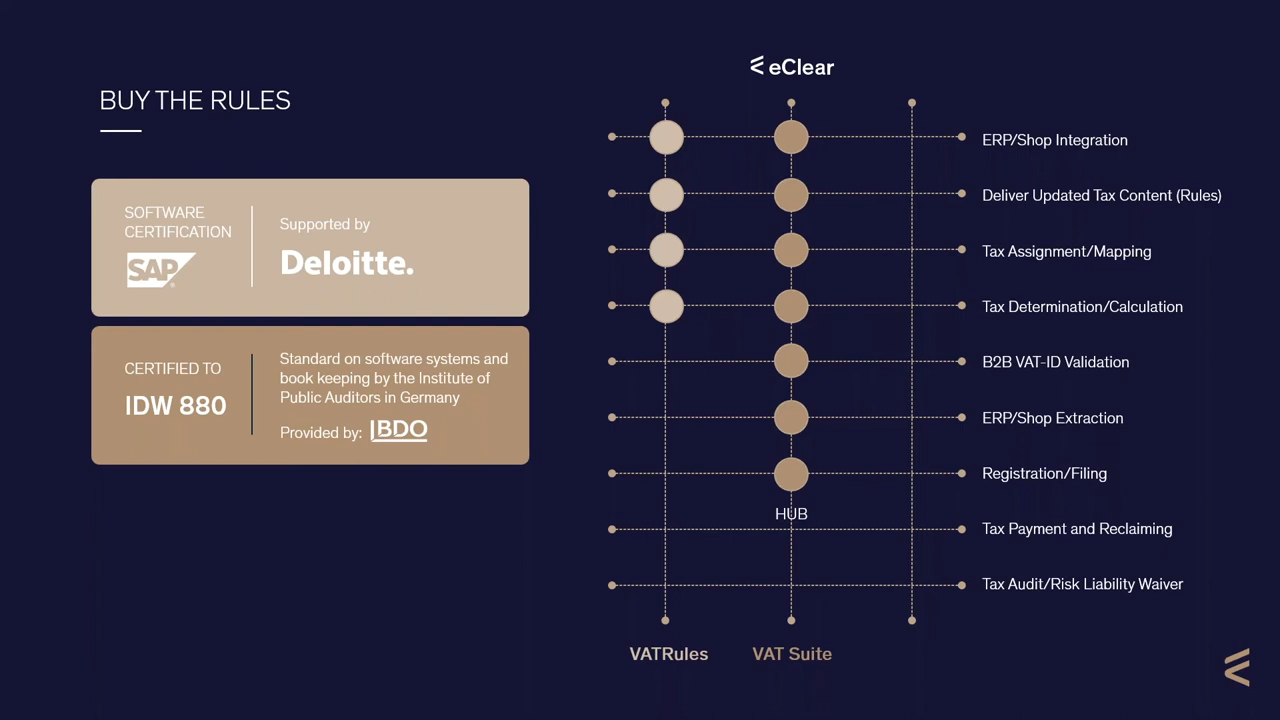 eClear
BUY THE RULES
SOFTWARE
CERTIFICATION
SAP®
Supported by
Deloitte.
CERTIFIED TO
IDW 880
Standard on software systems and
book keeping by the Institute of
Public Auditors in Germany
Provided by: BDO
ERP/Shop Integration
Deliver Updated Tax Content (Rules)
Tax Assignment/Mapping
Tax Determination/Calculation
B2B VAT-ID Validation
ERP/Shop Extraction
Registration/Filing
HUB
Tax Payment and Reclaiming
Tax Audit/Risk Liability Waiver
VATRules
VAT Suite